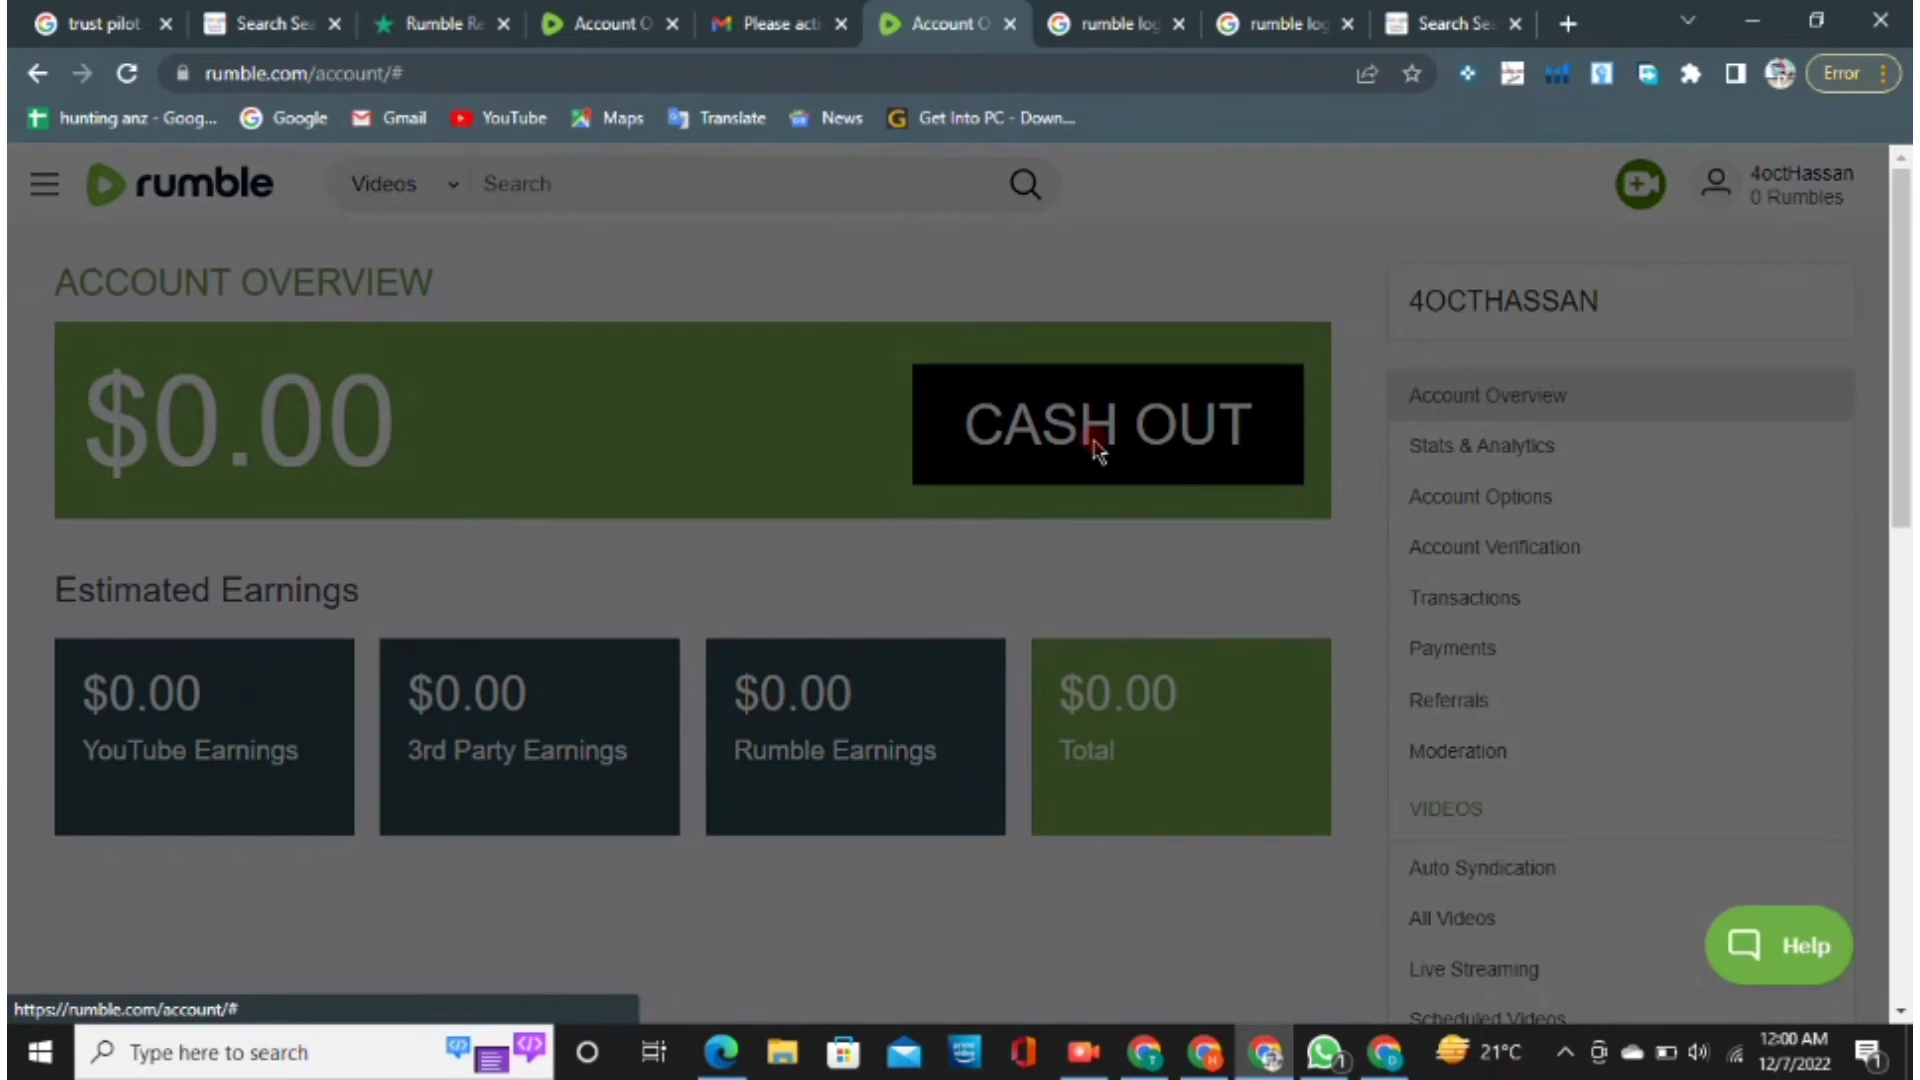 trust pilot
Search Se
Rumble Re
Account O
Please acti
Account O
rumble log
rumble log
Search Se
rumble.com/account/#
Error
hunting anz - Goog...
Google
Gmail
YouTube
Maps
Translate
News
Get Into PC - Down...
rumble
Videos
Search
4octHassan
0 Rumbles
ACCOUNT OVERVIEW
$0.00
CASH OUT
Estimated Earnings
$0.00
YouTube Earnings
$0.00
3rd Party Earnings
$0.00
Rumble Earnings
$0.00
Total
4OCTHASSAN
Account Overview
Stats & Analytics
Account Options
Account Verification
Transactions
Payments
Referrals
Moderation
VIDEOS
Auto Syndication
All Videos
Live Streaming
Scheduled Videos
Help
https://rumble.com/account/#
Type here to search
21°C
12:00 AM
12/7/2022